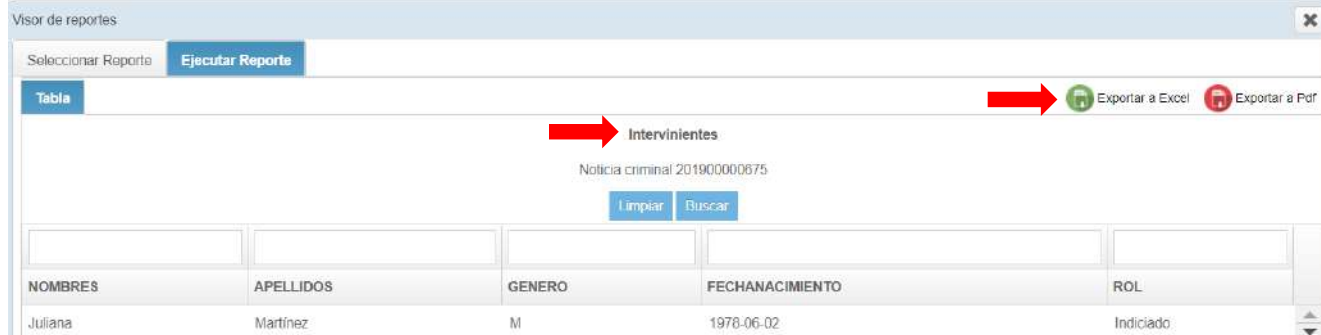 Visor de reportes
Seleccionar Reporte Ejecutar Reporte
Tabla Exportar a Excel Exportar a Pdf
Intervinientes
Noticia criminal 201900000675
Limpiar Buscar
NOMBRES APELLIDOS GENERO FECHANACIMIENTO ROL
Juliana Martínez M 1978-06-02 Indiciado